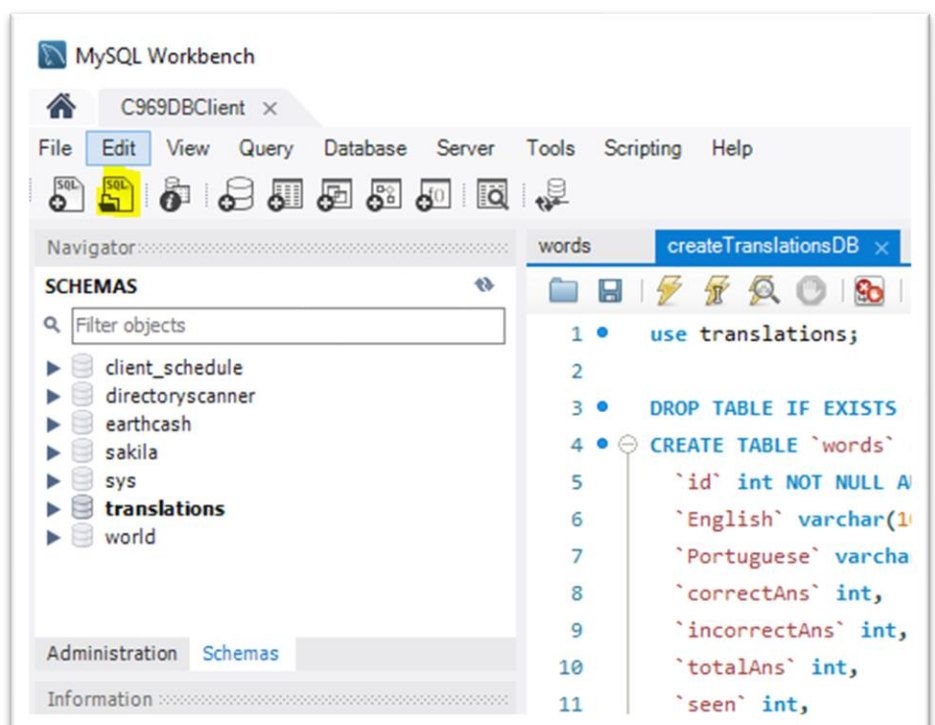 MySQL Workbench
C969DBClient
File Edit View Query Database Server Tools Scripting Help
SQL SQL
Navigator
words createTranslationsDB
SCHEMAS
Filter objects
client_schedule
directoryscanner
earthcash
sakila
sys
translations
world
Administration Schemas
Information
1 use translations;
2
3 DROP TABLE IF EXISTS
4 CREATE TABLE `words`
5 `id` int NOT NULL
6 `English` varchar(
7 `Portuguese`
8 `correctAns` int,
9 `incorrectAns` int,
10 `totalAns` int,
11 `seen` int,